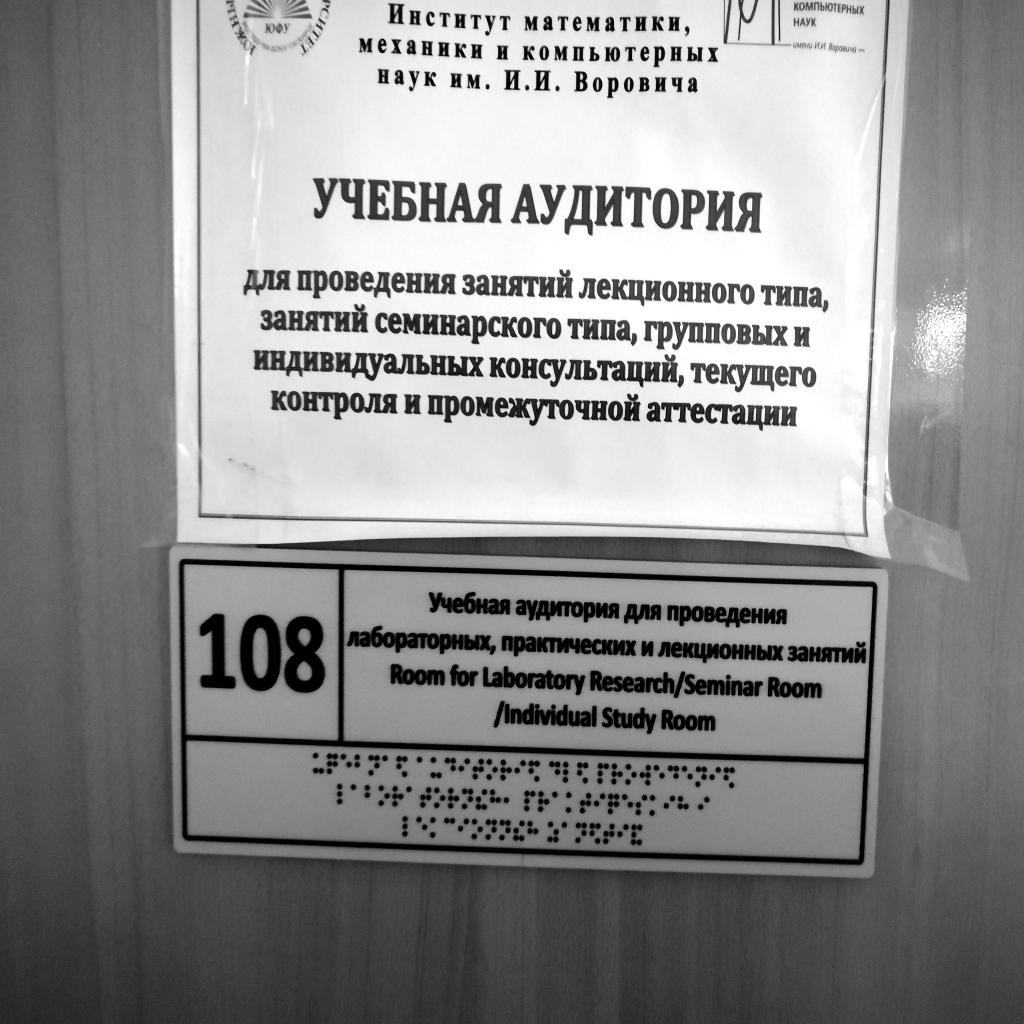 Институт математики,
механики и компьютерных
наук им. И.И. Воровича
ЮФУ
КОМПЬЮТЕРНЫХ
НАУК
имени И.И. Воровича
УЧЕБНАЯ АУДИТОРИЯ
для проведения занятий лекционного типа,
занятий семинарского типа, групповых и
индивидуальных консультаций, текущего
контроля и промежуточной аттестации
108
Учебная аудитория для проведения
лабораторных, практических и лекционных занятий
Room for Laboratory Research/Seminar Room
/Individual Study Room